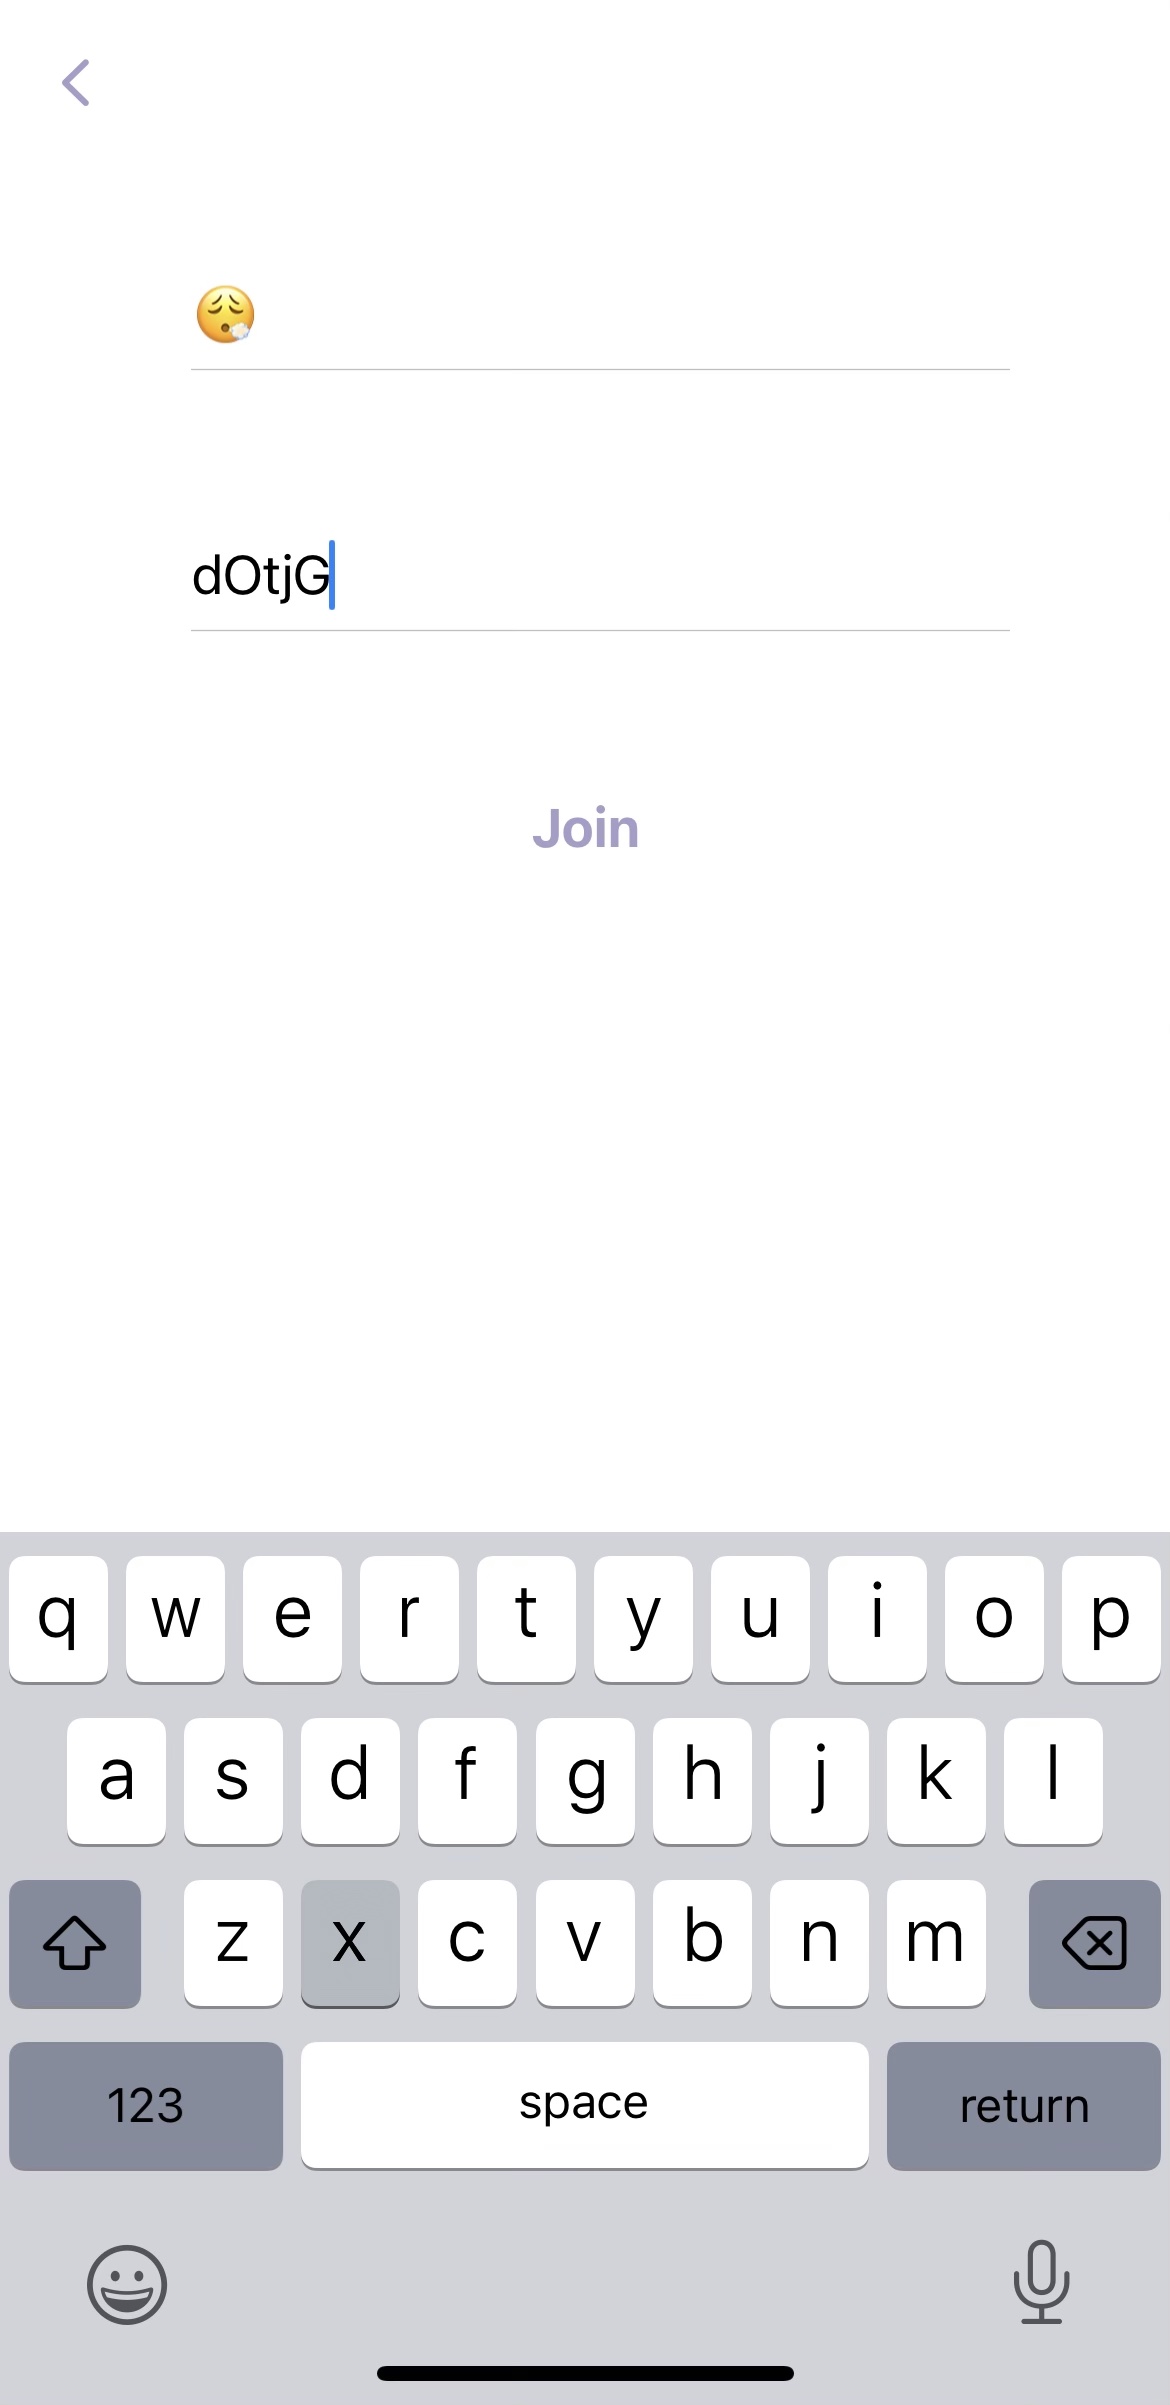 😮‍💨
dOtjG
Join
q w e r t y u i o p
a s d f g h j k l
z x c v b n m
123 space return